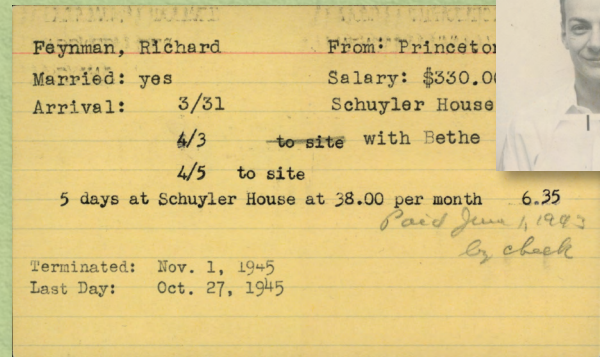 Feynman, Richard From: Princeton
Married: yes Salary: $330.00
Arrival: 3/31 Schuyler House
4/3 to site with Bethe
4/5 to site
5 days at Schuyler House at 38.00 per month 6.35
Paid June 1, 1943
by check
Terminated: Nov. 1, 1945
Last Day: Oct. 27, 1945